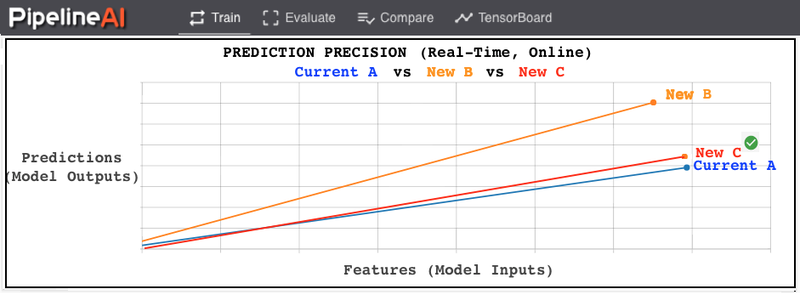 PipelineAI Train Evaluate Compare TensorBoard
PREDICTION PRECISION (Real-Time, Online)
Current A vs New B vs New C
New B
New C
Current A
Predictions
(Model Outputs)
Features (Model Inputs)